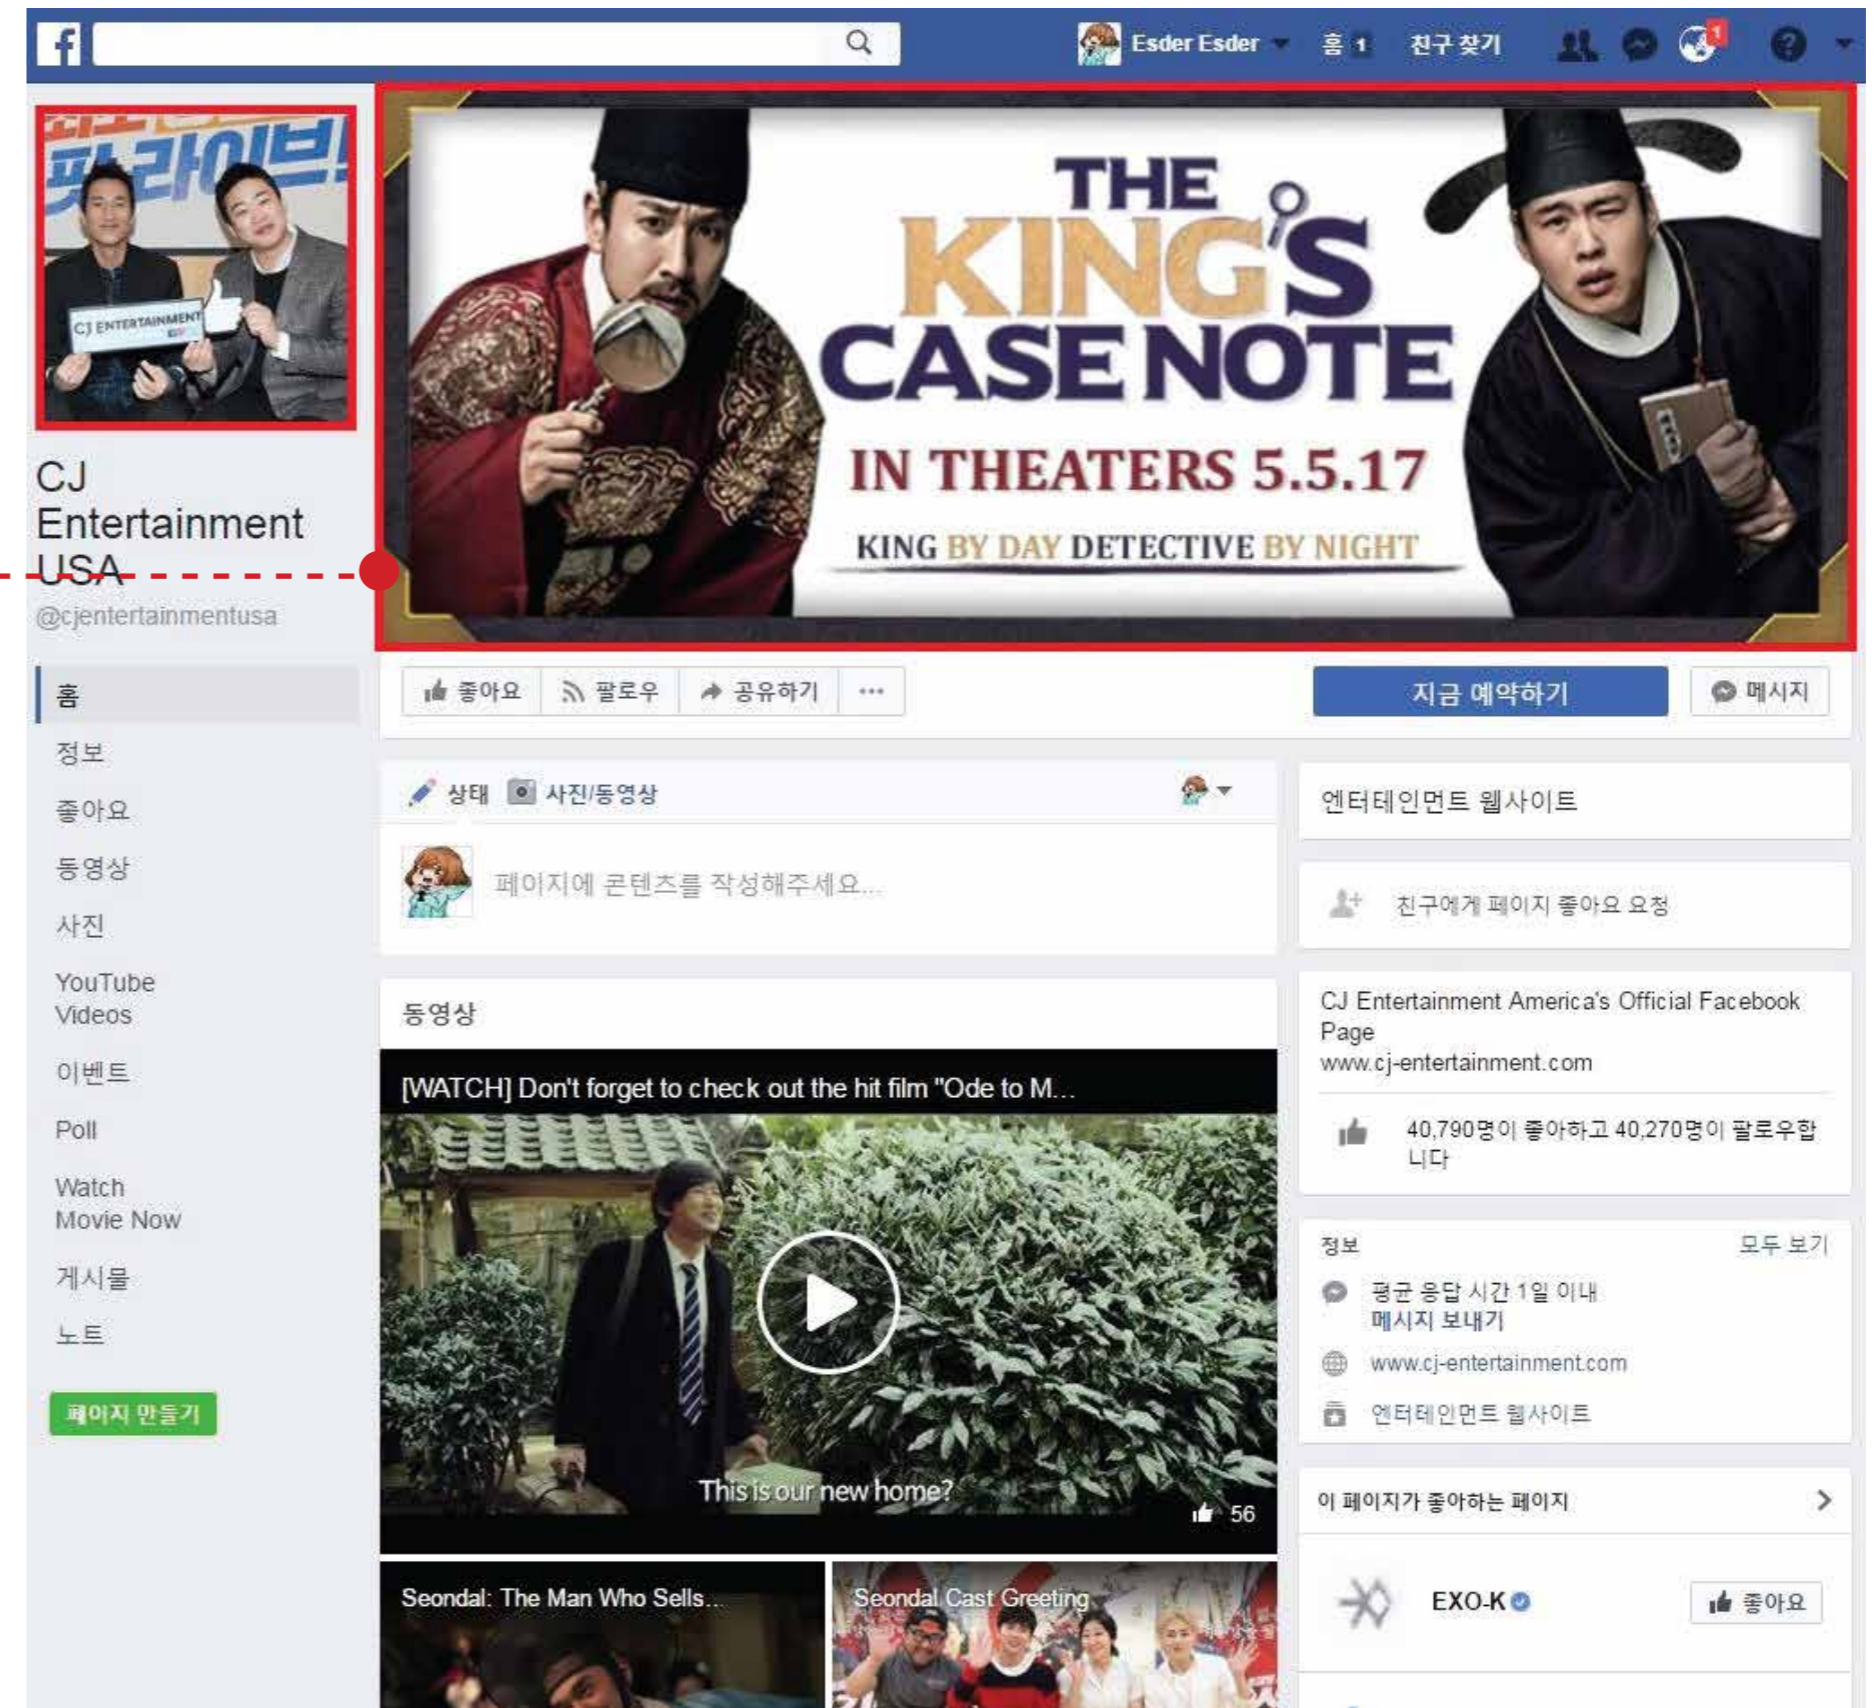 f
Esder Esder
홈 1
친구 찾기
1
?
팟 라이브!
CJ ENTERTAINMENT
CJ
Entertainment
USA
@cjentertainmentusa
THE
KING'S
CASE NOTE
IN THEATERS 5.5.17
KING BY DAY DETECTIVE BY NIGHT
좋아요
팔로우
공유하기
...
지금 예약하기
메시지
홈
정보
좋아요
동영상
사진
YouTube
Videos
이벤트
Poll
Watch
Movie Now
게시물
노트
페이지 만들기
상태
사진/동영상
페이지에 콘텐츠를 작성해주세요...
동영상
[WATCH] Don't forget to check out the hit film "Ode to M...
This is our new home?
56
Seondal: The Man Who Sells...
Seondal Cast Greeting
엔터테인먼트 웹사이트
친구에게 페이지 좋아요 요청
CJ Entertainment America's Official Facebook
Page
www.cj-entertainment.com
40,790명이 좋아하고 40,270명이 팔로우합
니다
정보
모두 보기
평균 응답 시간 1일 이내
메시지 보내기
www.cj-entertainment.com
엔터테인먼트 웹사이트
이 페이지가 좋아하는 페이지
EXO-K
좋아요